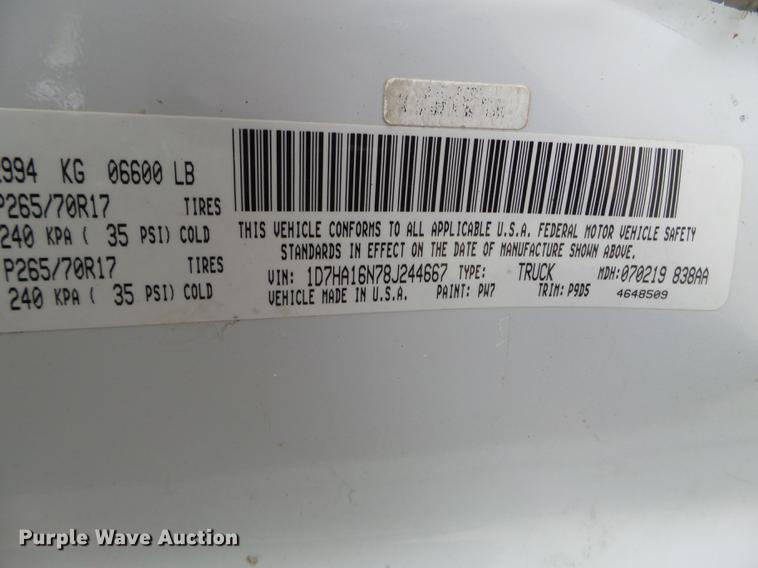 994 KG 06600 LB
P265/70R17 TIRES
240 KPA ( 35 PSI) COLD
P265/70R17 TIRES
240 KPA ( 35 PSI) COLD
THIS VEHICLE CONFORMS TO ALL APPLICABLE U.S.A. FEDERAL MOTOR VEHICLE SAFETY
STANDARDS IN EFFECT ON THE DATE OF MANUFACTURE SHOWN ABOVE.
VIN: 1D7HA16N78J244667 TYPE: TRUCK MDH: 070219 838AA
VEHICLE MADE IN U.S.A. PAINT: PW7 TRIM: P9D5 4648509
Purple Wave Auction